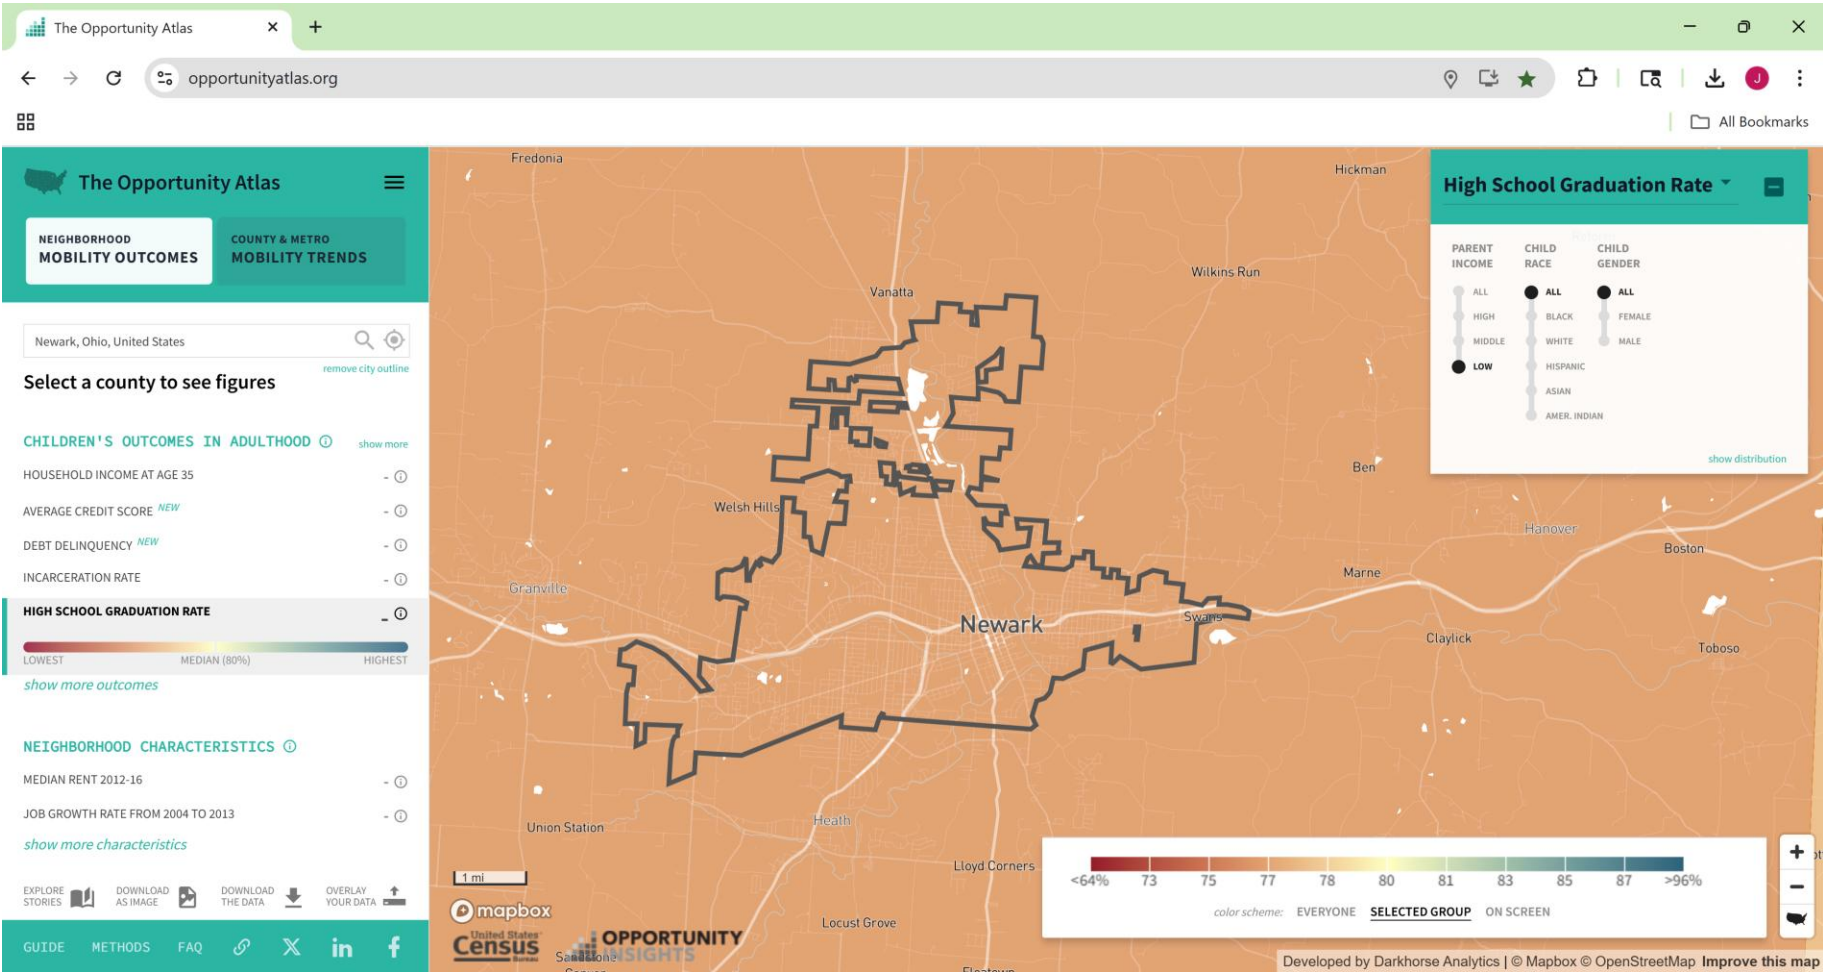 The Opportunity Atlas
opportunityatlas.org
J
All Bookmarks
The Opportunity Atlas
NEIGHBORHOOD
MOBILITY OUTCOMES
COUNTY & METRO
MOBILITY TRENDS
Newark, Ohio, United States
remove city outline
Select a county to see figures
CHILDREN'S OUTCOMES IN ADULTHOOD
show more
HOUSEHOLD INCOME AT AGE 35 -
AVERAGE CREDIT SCORE NEW -
DEBT DELINQUENCY NEW -
INCARCERATION RATE -
HIGH SCHOOL GRADUATION RATE -
LOWEST MEDIAN (80%) HIGHEST
show more outcomes
NEIGHBORHOOD CHARACTERISTICS
MEDIAN RENT 2012-16 -
JOB GROWTH RATE FROM 2004 TO 2013 -
show more characteristics
EXPLORE
STORIES
DOWNLOAD
AS IMAGE
DOWNLOAD
THE DATA
OVERLAY
YOUR DATA
GUIDE METHODS FAQ
Fredonia
Hickman
Wilkins Run
Vanatta
Ben
Welsh Hills
Hanover
Boston
Marne
Granville
Newark
Swans
Claylick
Toboso
Union Station
Heath
Lloyd Corners
Locust Grove
1 mi
mapbox
United States
Census
Bureau
OPPORTUNITY
INSIGHTS
High School Graduation Rate
PARENT
INCOME
ALL
HIGH
MIDDLE
LOW
CHILD
RACE
ALL
BLACK
WHITE
HISPANIC
ASIAN
AMER. INDIAN
CHILD
GENDER
ALL
FEMALE
MALE
show distribution
<64% 73 75 77 78 80 81 83 85 87 >96%
color scheme: EVERYONE SELECTED GROUP ON SCREEN
Developed by Darkhorse Analytics | © Mapbox © OpenStreetMap Improve this map